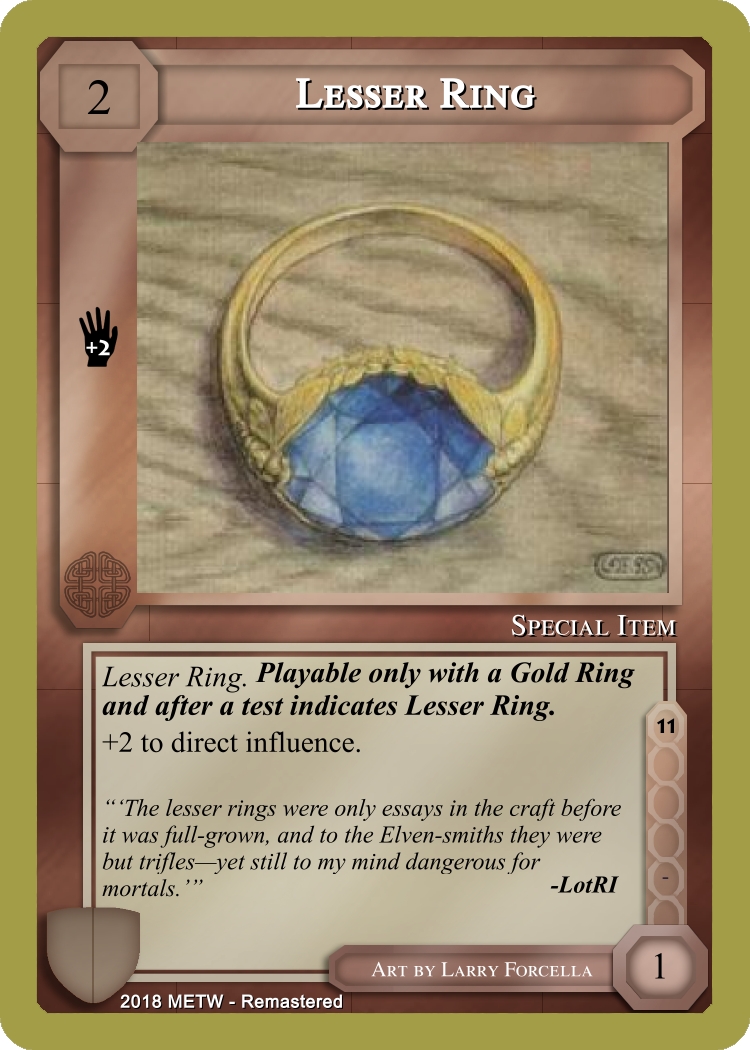 2
Lesser Ring
+2
Special Item
Lesser Ring. Playable only with a Gold Ring
and after a test indicates Lesser Ring.
+2 to direct influence.
11
“‘The lesser rings were only essays in the craft before
it was full-grown, and to the Elven-smiths they were
but trifles—yet still to my mind dangerous for
mortals.’”
-LotRI
-
Art by Larry Forcella
1
2018 METW - Remastered